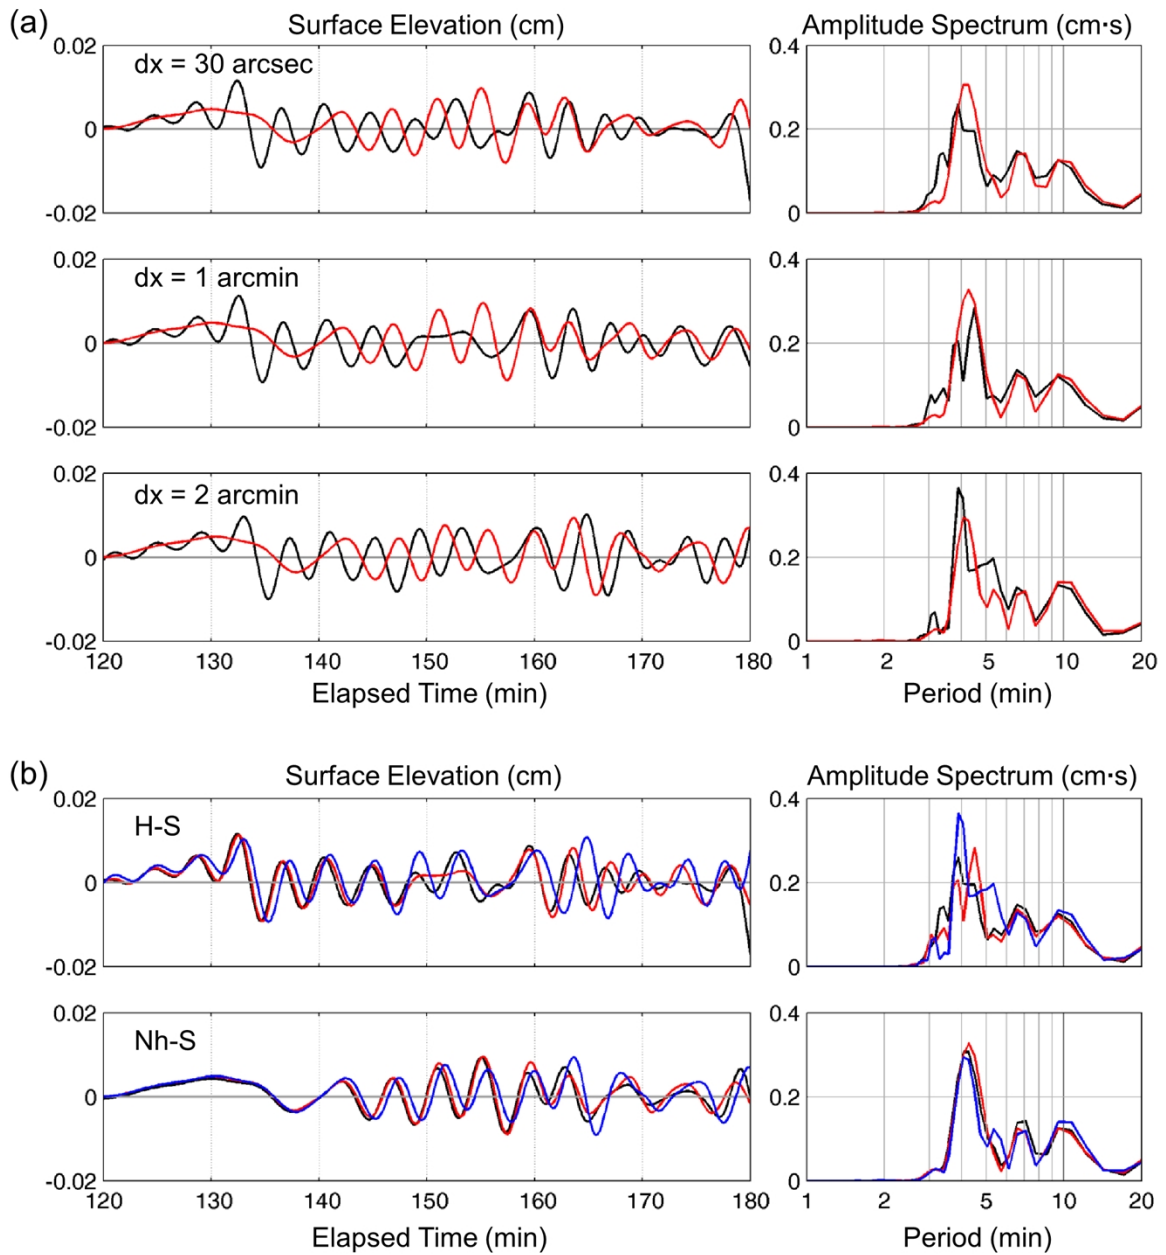 (a)
Surface Elevation (cm)
Amplitude Spectrum (cm·s)
0.02
0
-0.02
dx = 30 arcsec
0.4
0.2
0
0.02
0
-0.02
dx = 1 arcmin
0.4
0.2
0
0.02
0
-0.02
dx = 2 arcmin
0.4
0.2
0
120 130 140 150 160 170 180
1 2 5 10 20
Elapsed Time (min)
Period (min)
(b)
Surface Elevation (cm)
Amplitude Spectrum (cm·s)
0.02
0
-0.02
H-S
0.4
0.2
0
0.02
0
-0.02
Nh-S
0.4
0.2
0
120 130 140 150 160 170 180
1 2 5 10 20
Elapsed Time (min)
Period (min)